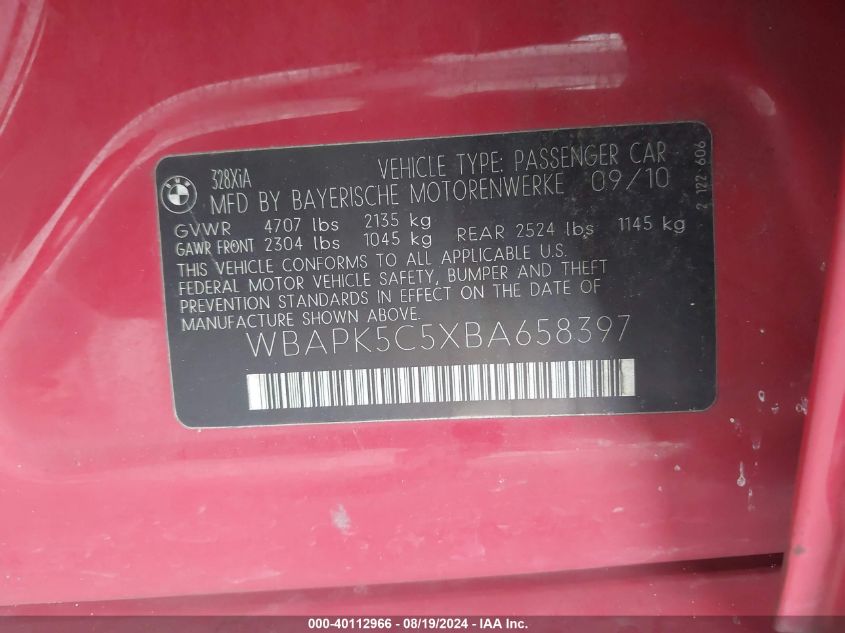 BMW
328XiA
VEHICLE TYPE: PASSENGER CAR
MFD BY BAYERISCHE MOTORENWERKE 09/10
GVWR 4707 lbs 2135 kg
GAWR FRONT 2304 lbs 1045 kg REAR 2524 lbs 1145 kg
THIS VEHICLE CONFORMS TO ALL APPLICABLE U.S.
FEDERAL MOTOR VEHICLE SAFETY, BUMPER AND THEFT
PREVENTION STANDARDS IN EFFECT ON THE DATE OF
MANUFACTURE SHOWN ABOVE.
WBAPK5C5XBA658397
2 122 606
000-40112966 - 08/19/2024 - IAA Inc.